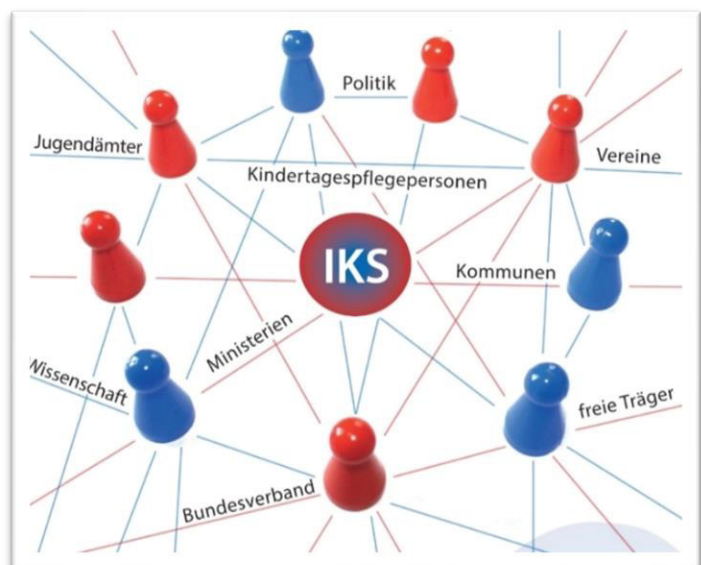 Politik
Jugendämter
Vereine
Kindertagespflegepersonen
IKS
Kommunen
Ministerien
Wissenschaft
freie Träger
Bundesverband